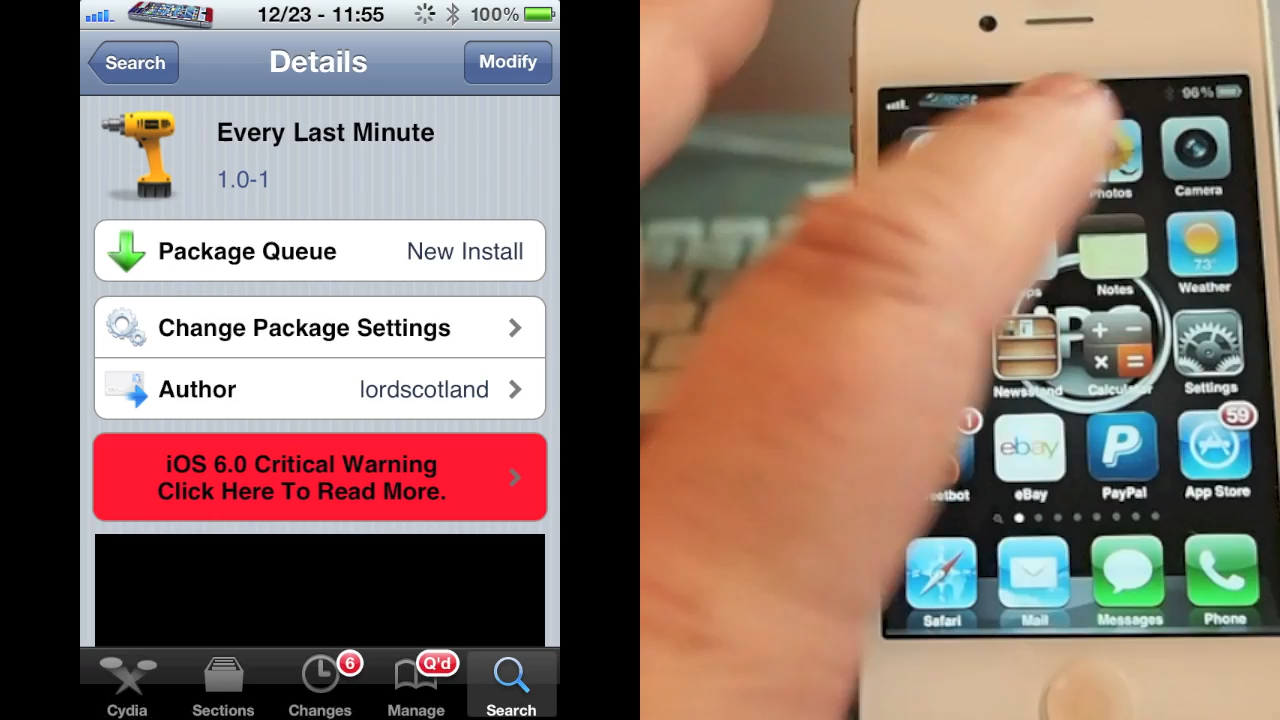 12/23 - 11:55
100%
Search
Details
Modify
Every Last Minute
1.0-1
Package Queue
New Install
Change Package Settings
Author
lordscotland
iOS 6.0 Critical Warning
Click Here To Read More.
Cydia
Sections
6
Changes
Q'd
Manage
Search
96%
Photos
Camera
73°
Notes
Weather
Newsstand
Calculator
Settings
1
59
ebay
eBay
PayPal
App Store
Safari
Mail
Messages
Phone